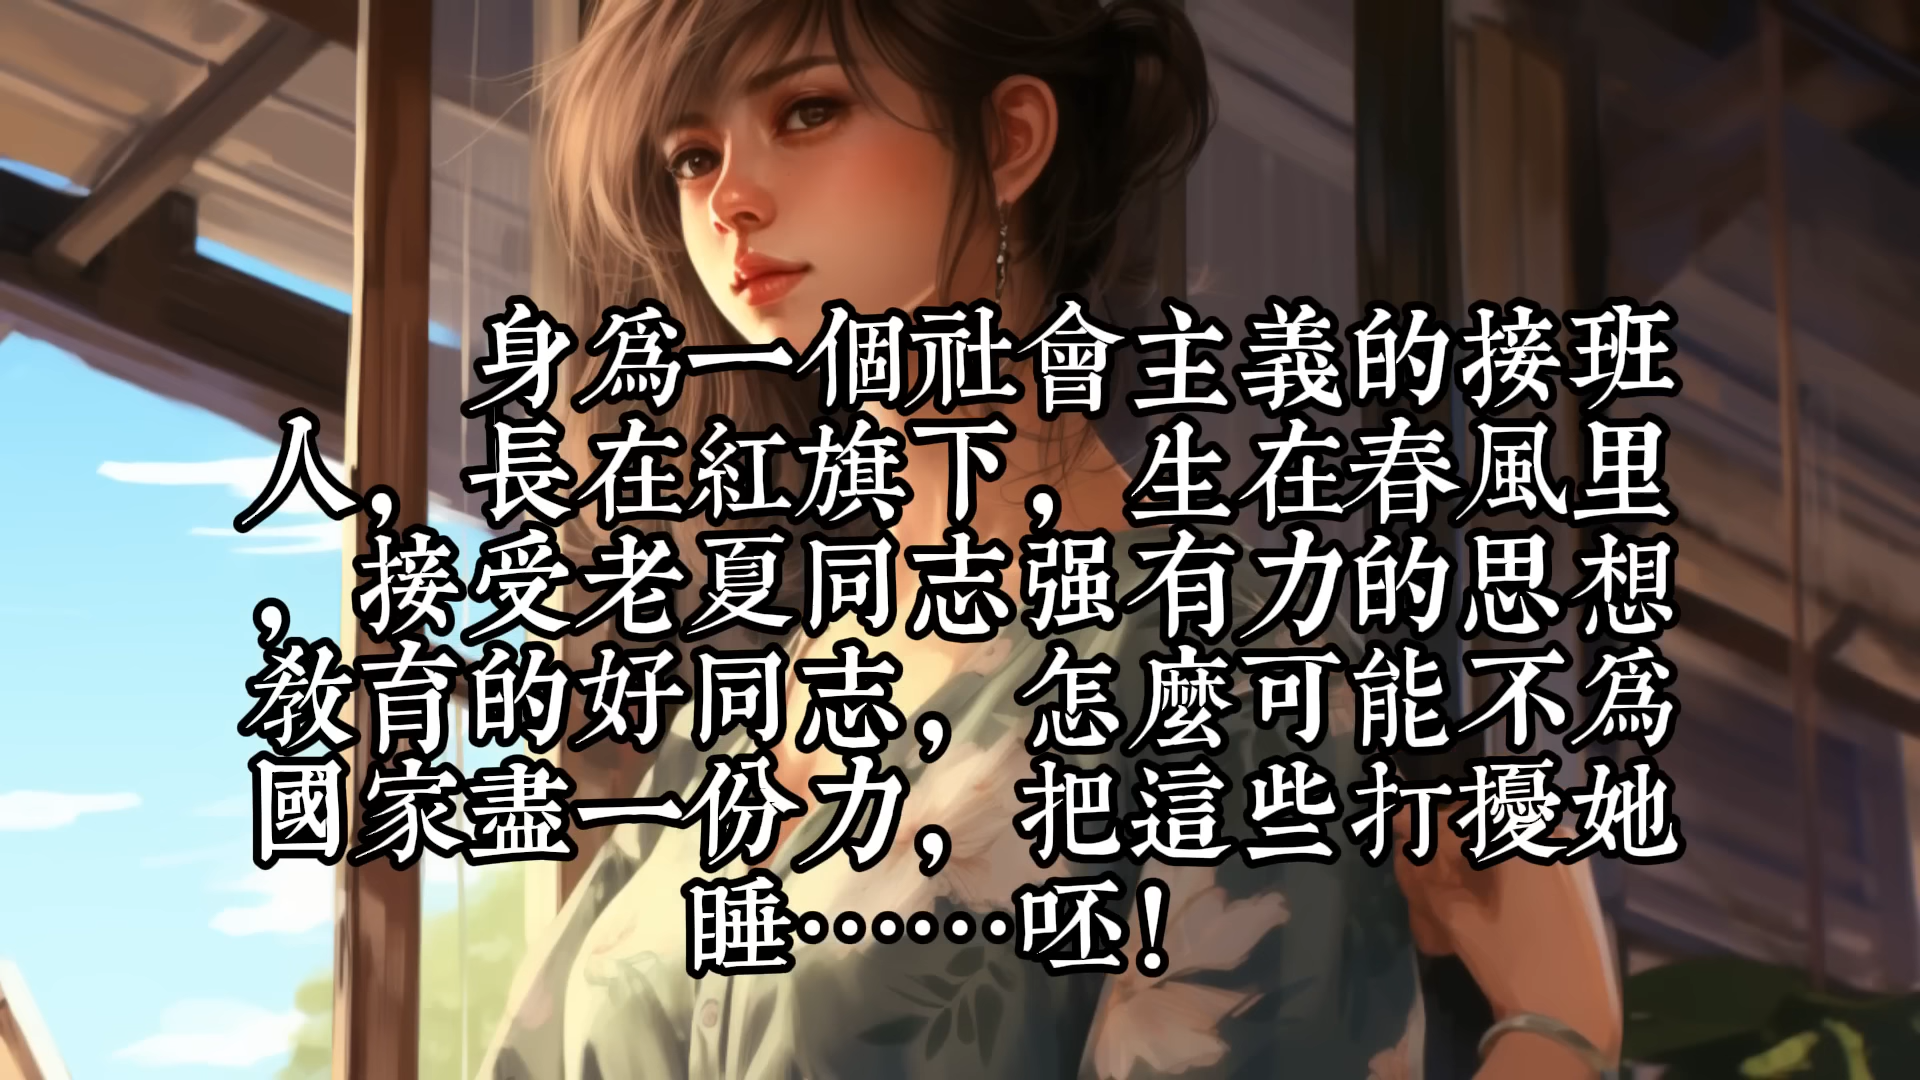 身爲一個社會主義的接班
人，長在紅旗下，生在春風里
，接受老夏同志强有力的思想
教育的好同志，怎麼可能不爲
國家盡一份力，把這些打擾她
睡……呸！